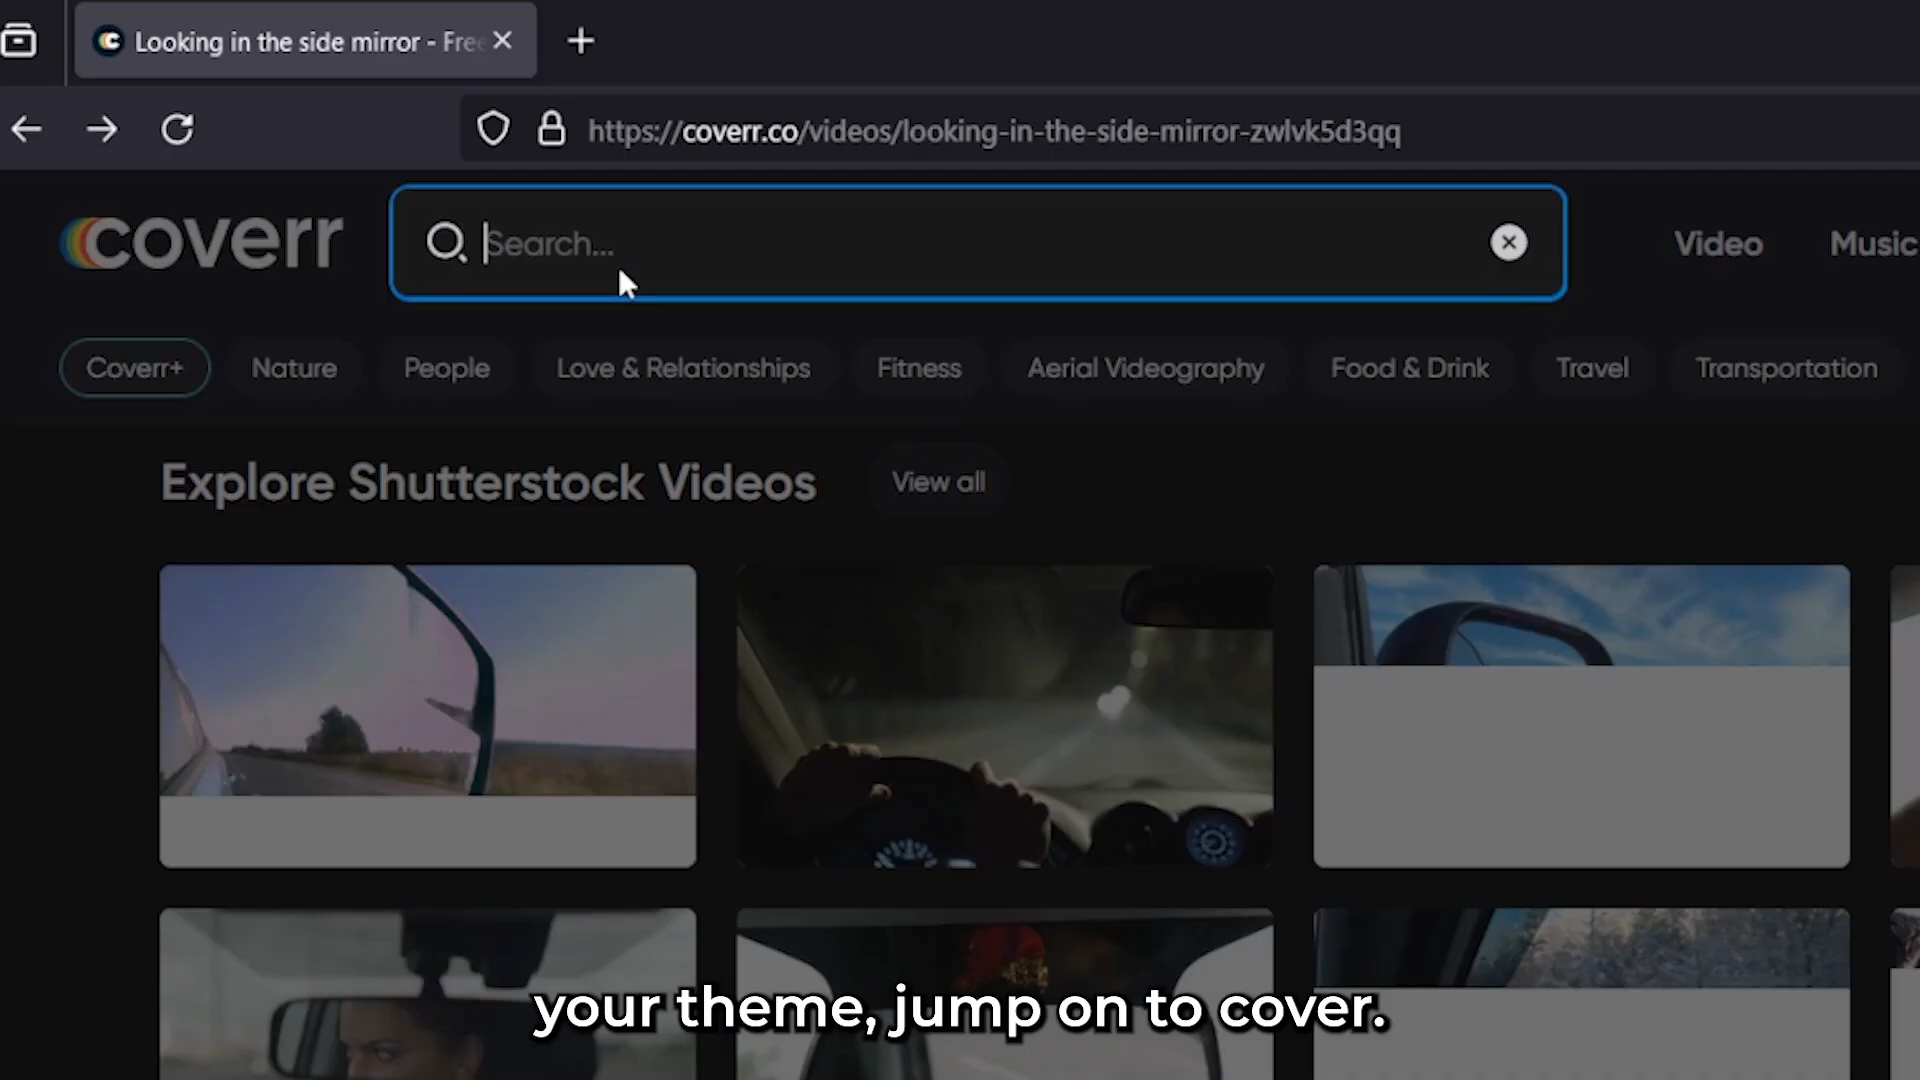 Looking in the side mirror - Free
https://coverr.co/videos/looking-in-the-side-mirror-zwlvk5d3qq
coverr
Search...
Video
Music
Coverr+
Nature
People
Love & Relationships
Fitness
Aerial Videography
Food & Drink
Travel
Transportation
Explore Shutterstock Videos
View all
your theme, jump on to cover.